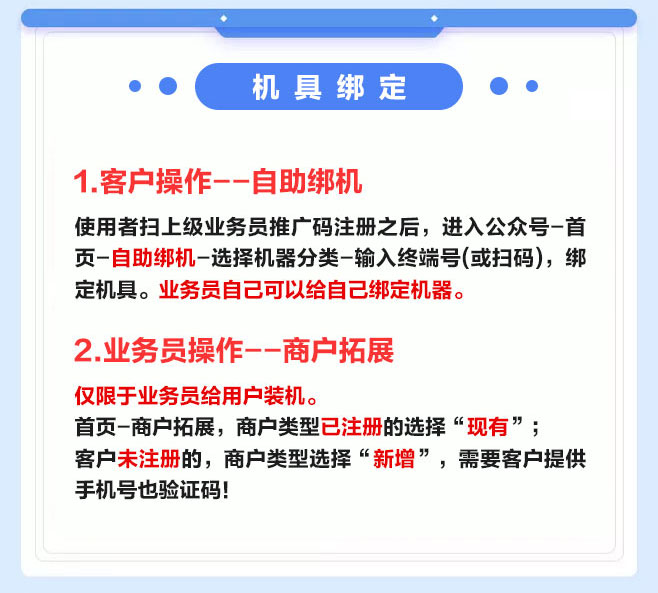 机具绑定
1.客户操作--自助绑机
使用者扫上级业务员推广码注册之后，进入公众号-首
页-自助绑机-选择机器分类-输入终端号(或扫码)，绑
定机具。业务员自己可以给自己绑定机器。
2.业务员操作--商户拓展
仅限于业务员给用户装机。
首页-商户拓展，商户类型已注册的选择“现有”；
客户未注册的，商户类型选择“新增”，需要客户提供
手机号也验证码！